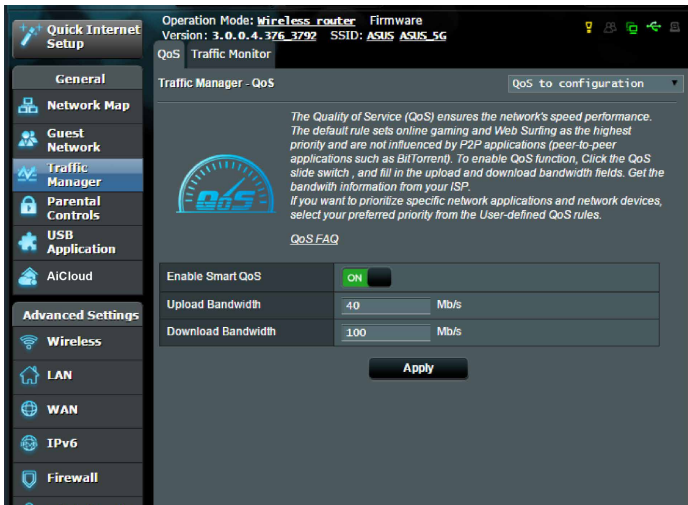 Quick Internet
Setup
Operation Mode: Wireless router Firmware
Version: 3.0.0.4.376_3792 SSID: ASUS ASUS_5G
QoS Traffic Monitor
General
Network Map
Guest
Network
Traffic
Manager
Parental
Controls
USB
Application
AiCloud
Advanced Settings
Wireless
LAN
WAN
IPv6
Firewall
Traffic Manager - QoS
QoS to configuration
The Quality of Service (QoS) ensures the network's speed performance.
The default rule sets online gaming and Web Surfing as the highest
priority and are not influenced by P2P applications (peer-to-peer
applications such as BitTorrent). To enable QoS function, Click the QoS
slide switch , and fill in the upload and download bandwidth fields. Get the
bandwith information from your ISP.
If you want to prioritize specific network applications and network devices,
select your preferred priority from the User-defined QoS rules.
QoS
QoS FAQ
Enable Smart QoS ON
Upload Bandwidth 40 Mb/s
Download Bandwidth 100 Mb/s
Apply